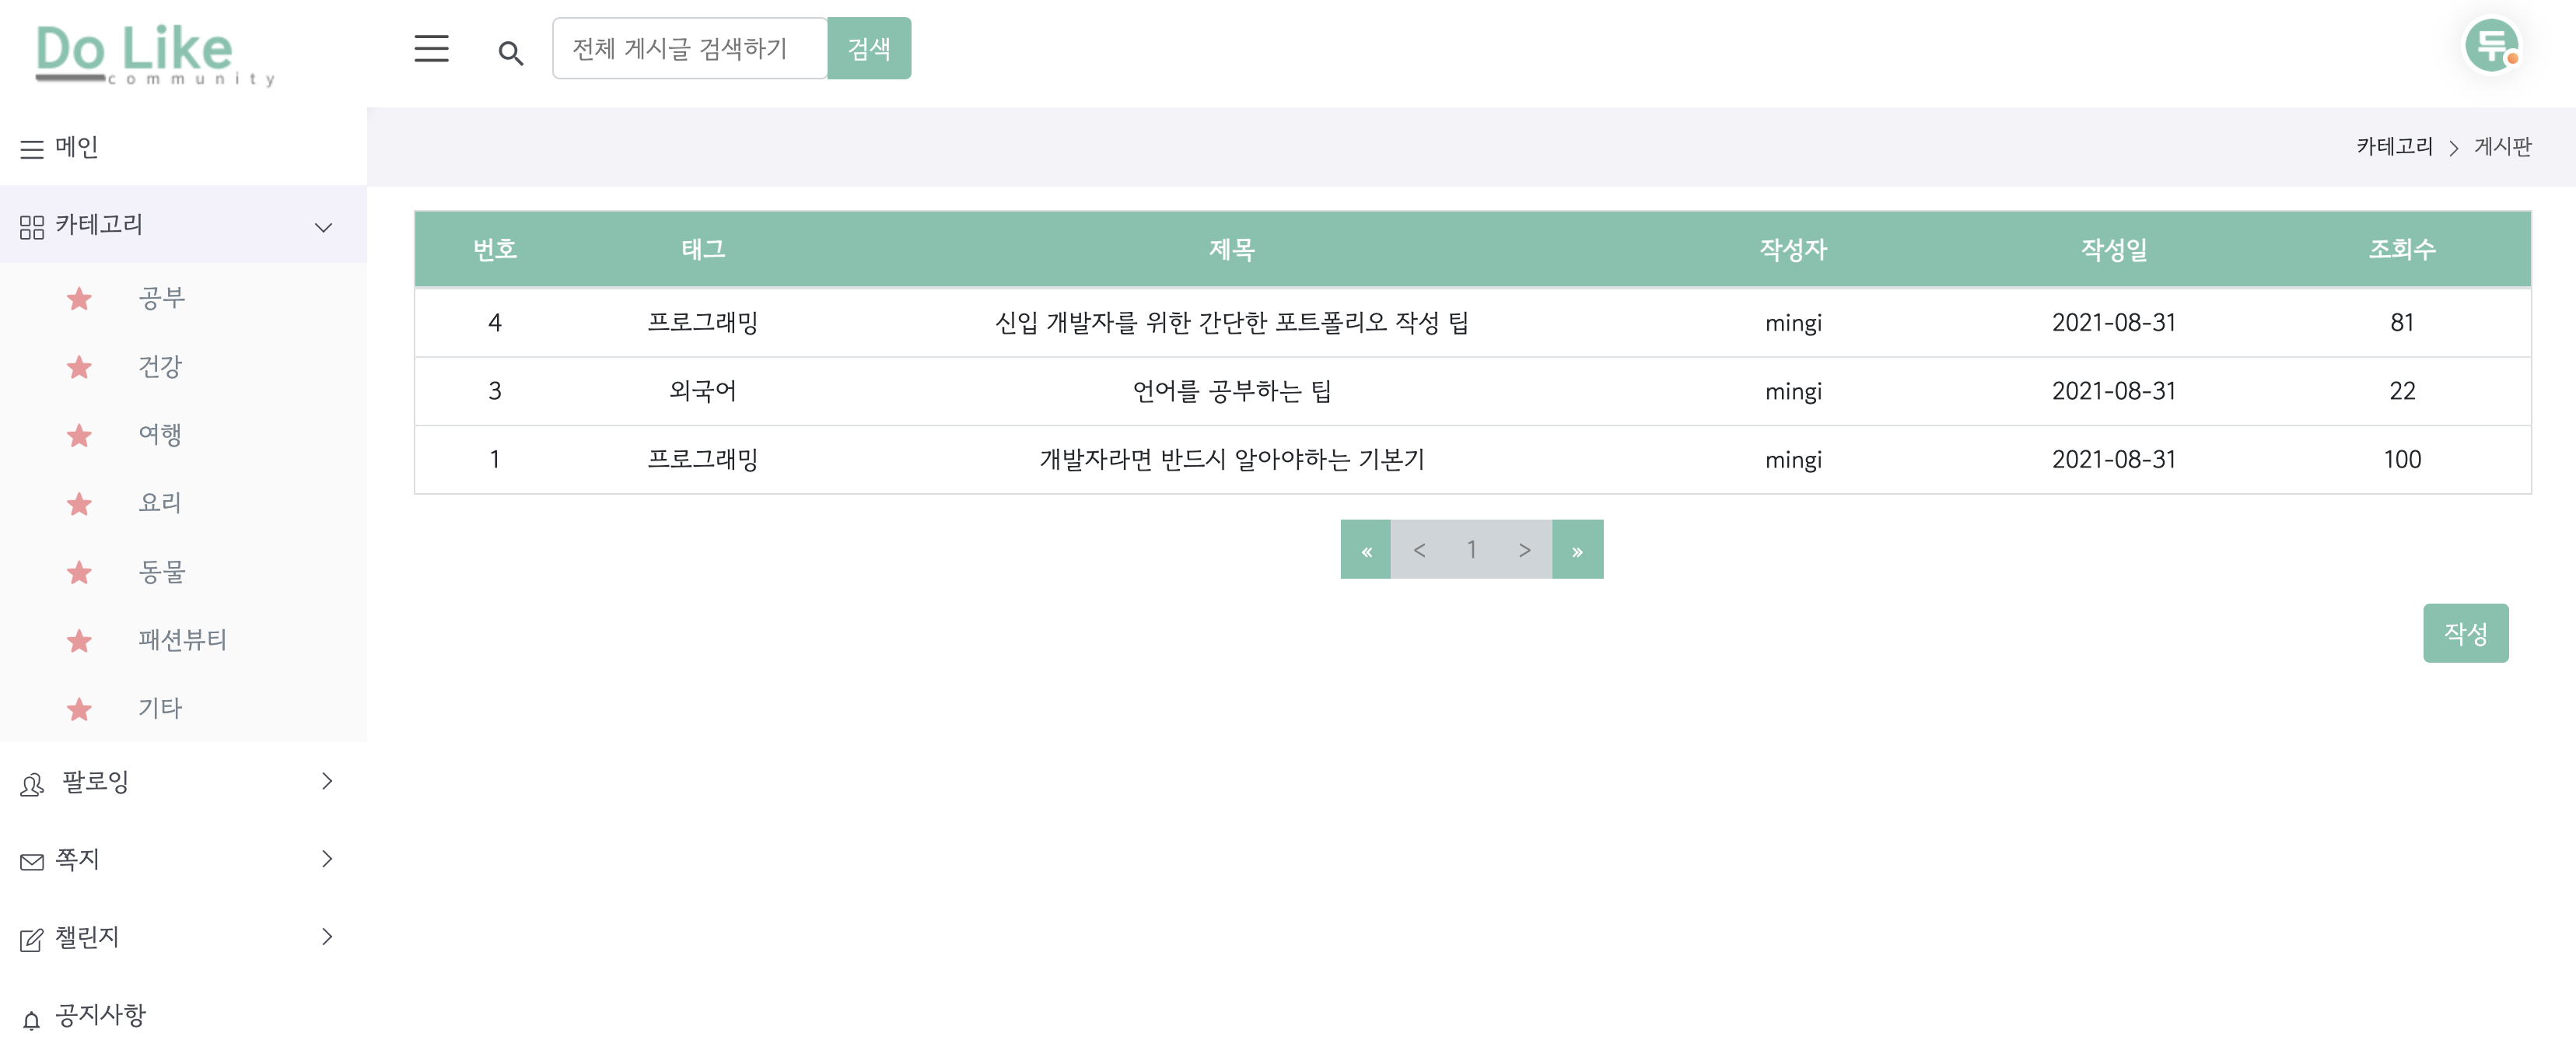 Do Like
community
전체 게시글 검색하기 검색
두
메인
카테고리 > 게시판
카테고리
공부
건강
여행
요리
동물
패션뷰티
기타
팔로잉
쪽지
챌린지
공지사항
번호 태그 제목 작성자 작성일 조회수
4 프로그래밍 신입 개발자를 위한 간단한 포트폴리오 작성 팁 mingi 2021-08-31 81
3 외국어 언어를 공부하는 팁 mingi 2021-08-31 22
1 프로그래밍 개발자라면 반드시 알아야하는 기본기 mingi 2021-08-31 100
« < 1 > »
작성